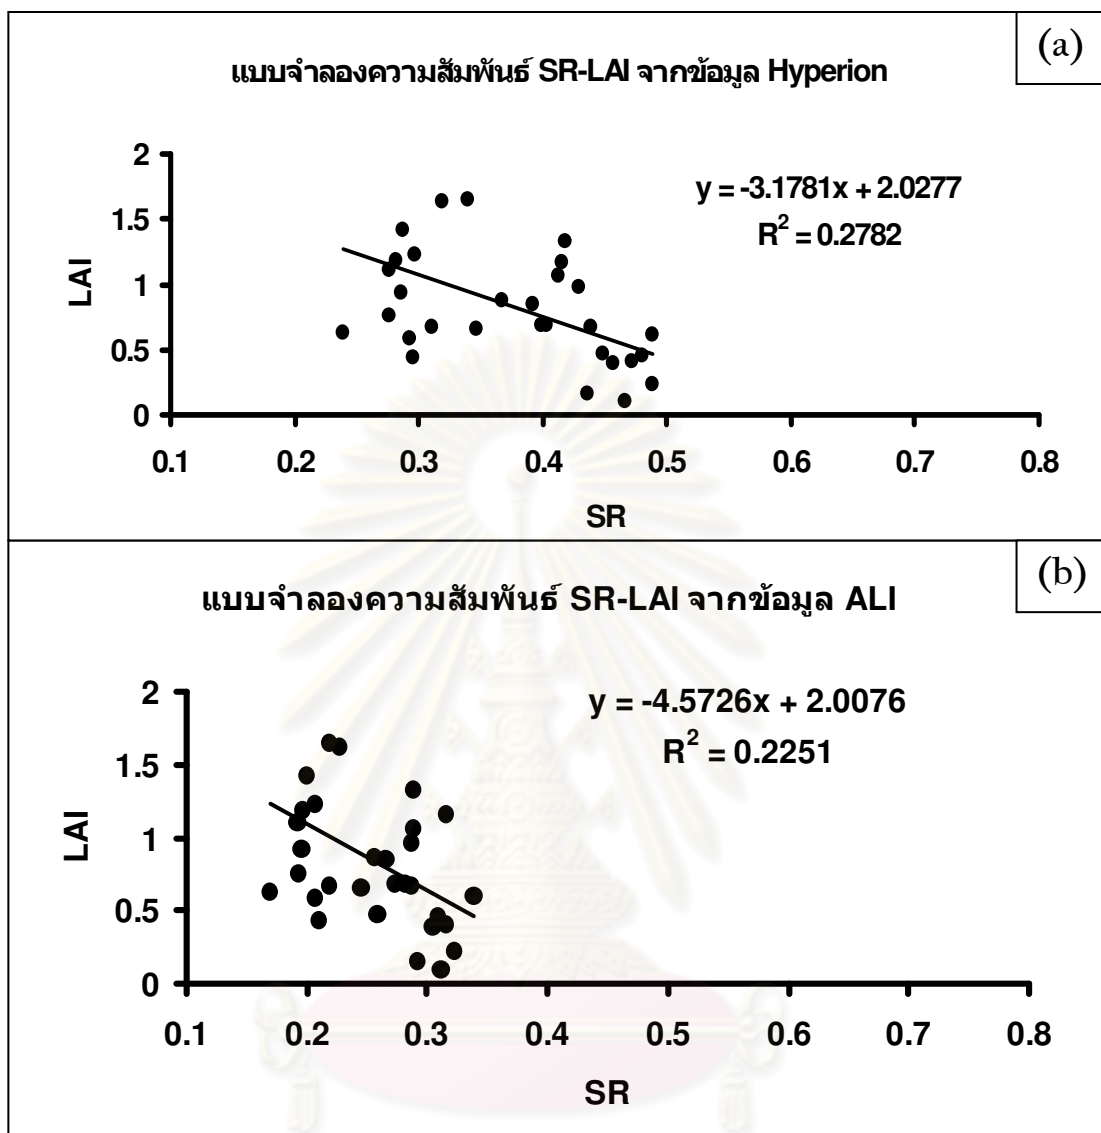 (a)
แบบจำลองความสัมพันธ์ SR-LAI จากข้อมูล Hyperion
y = -3.1781x + 2.0277
R² = 0.2782
2
1.5
1
0.5
0
LAI
0.1 0.2 0.3 0.4 0.5 0.6 0.7 0.8
SR
(b)
แบบจำลองความสัมพันธ์ SR-LAI จากข้อมูล ALI
y = -4.5726x + 2.0076
R² = 0.2251
2
1.5
1
0.5
0
LAI
0.1 0.2 0.3 0.4 0.5 0.6 0.7 0.8
SR